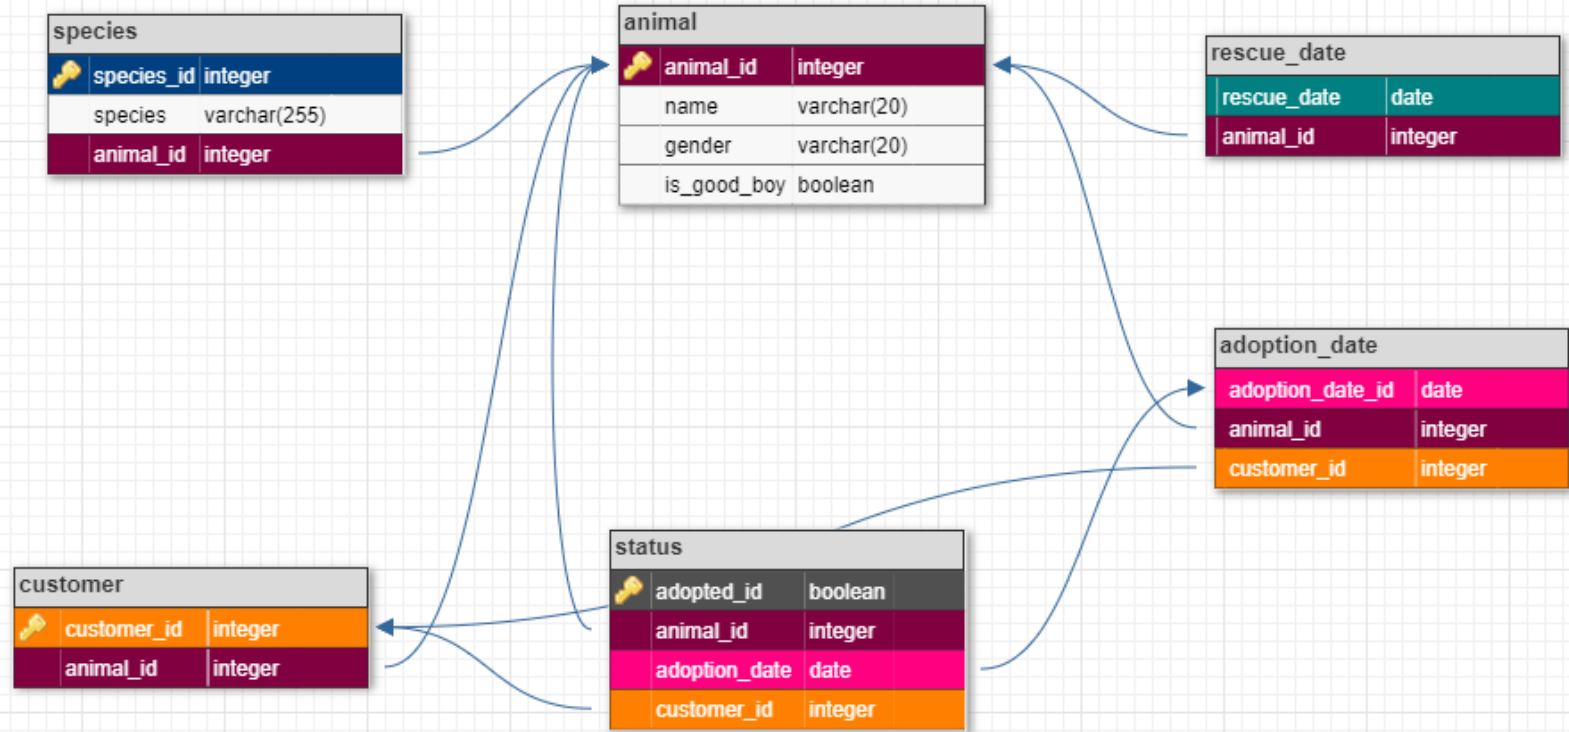 species
species_id integer
species varchar(255)
animal_id integer
animal
animal_id integer
name varchar(20)
gender varchar(20)
is_good_boy boolean
rescue_date
rescue_date date
animal_id integer
adoption_date
adoption_date_id date
animal_id integer
customer_id integer
customer
customer_id integer
animal_id integer
status
adopted_id boolean
animal_id integer
adoption_date date
customer_id integer